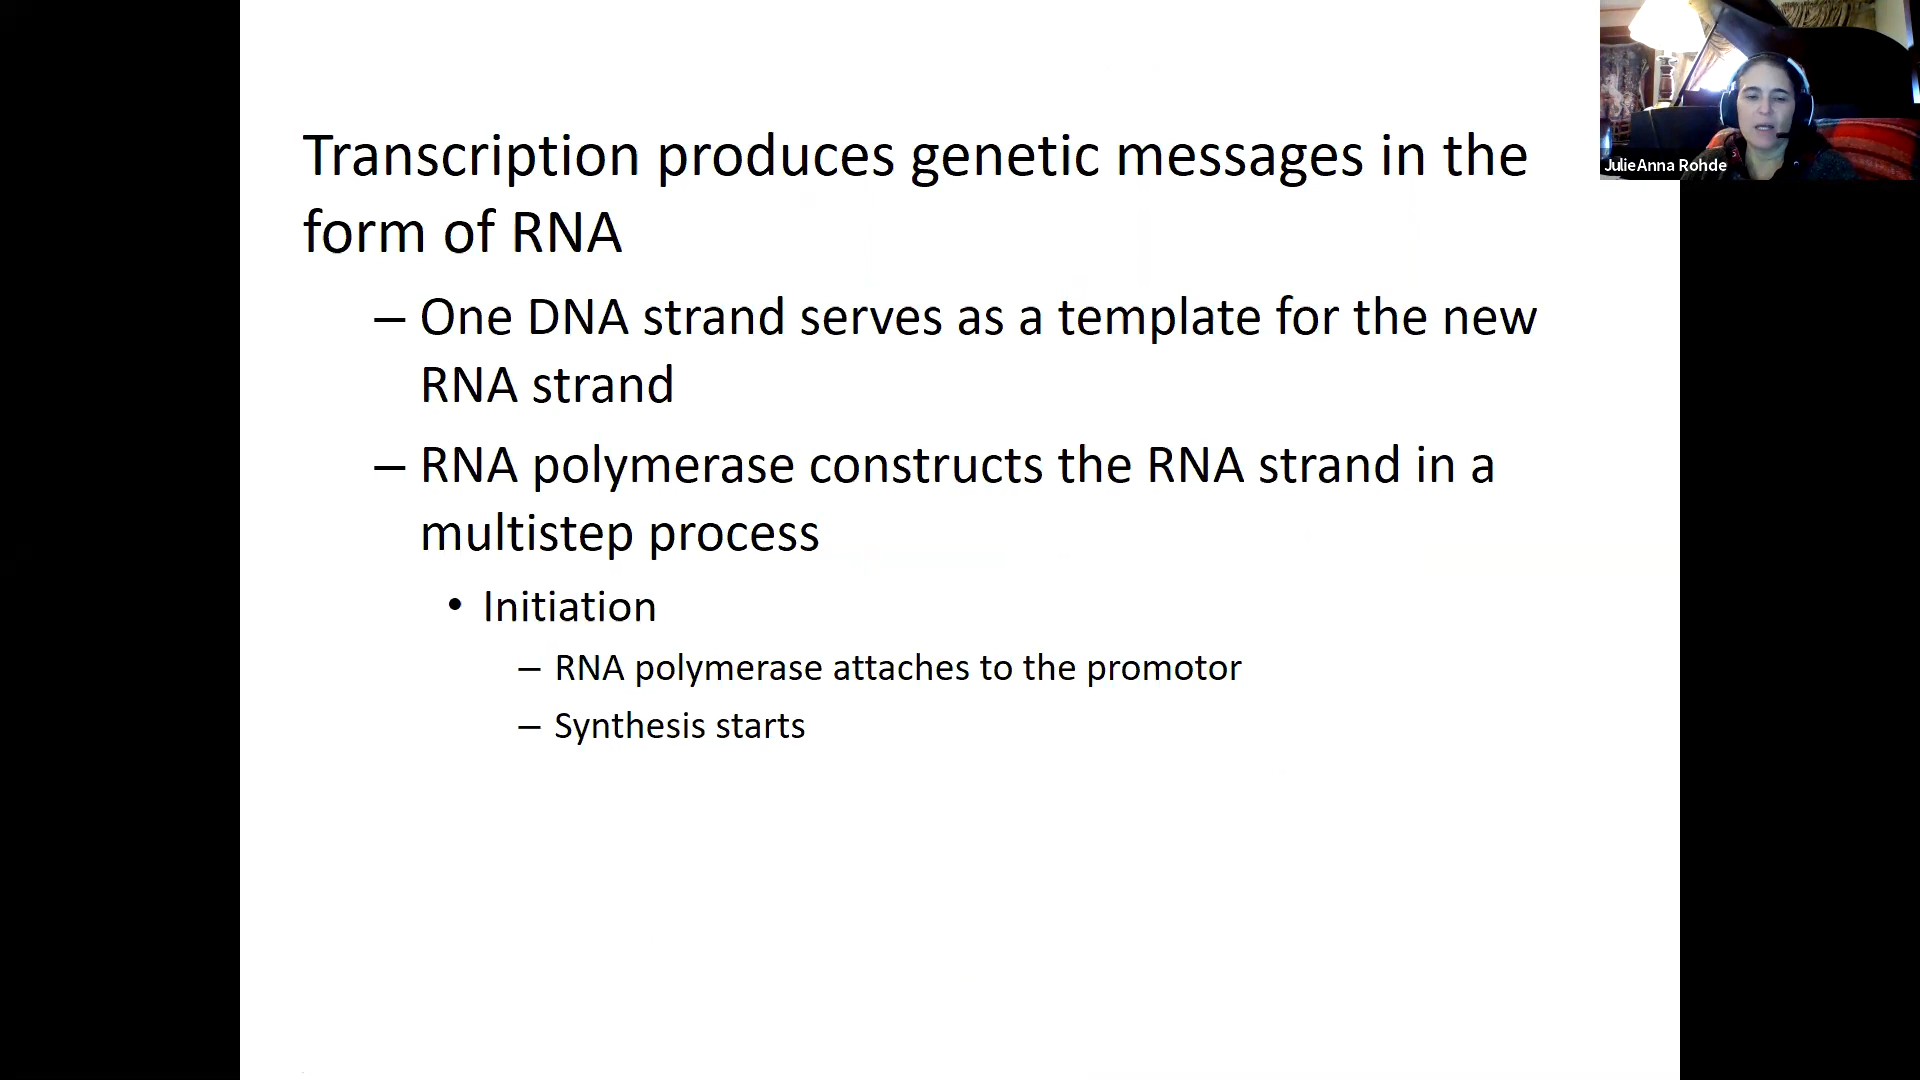 Transcription produces genetic messages in the
form of RNA
– One DNA strand serves as a template for the new
RNA strand
– RNA polymerase constructs the RNA strand in a
multistep process
• Initiation
– RNA polymerase attaches to the promotor
– Synthesis starts
JulieAnna Rohde